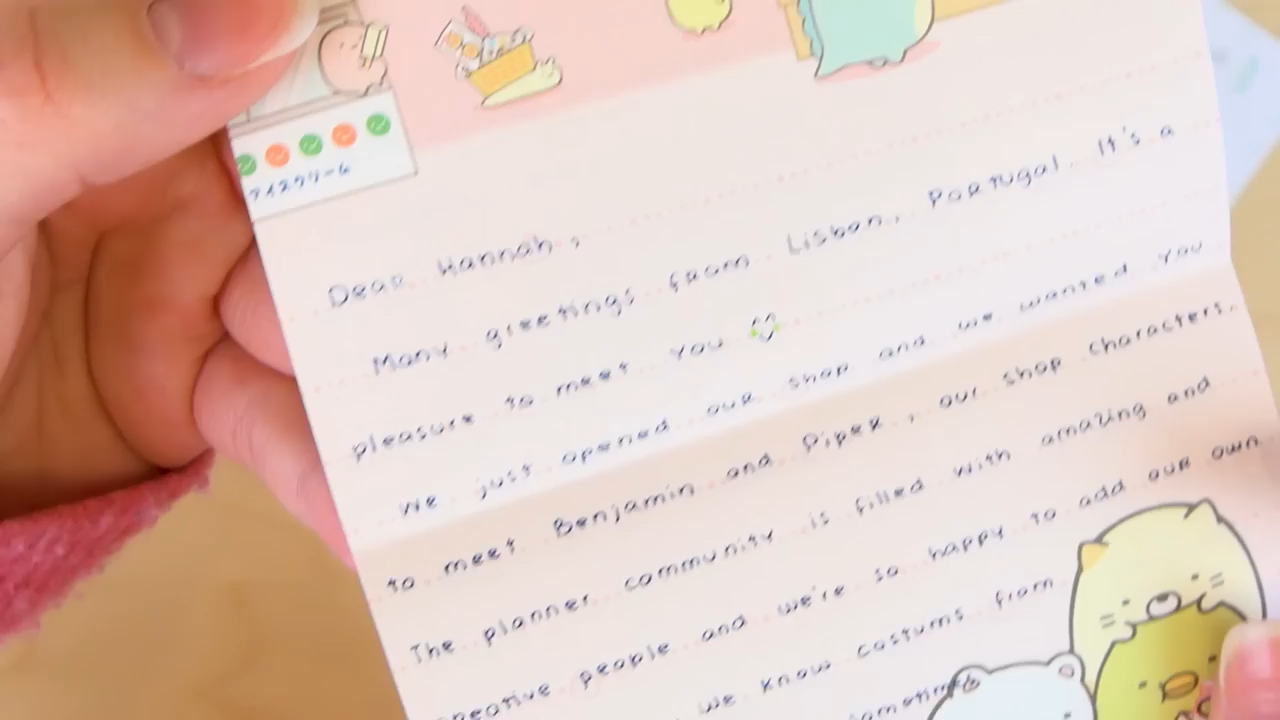 アイスクリーム
Dear Hannah,
Many greetings from Lisbon, Portugal. It's a
pleasure to meet you
We just opened our shop and we wanted you
to meet Benjamin and Piper, our shop characters.
The planner community is filled with amazing and
creative people and we're so happy to add our own
we know costums from
sometimes